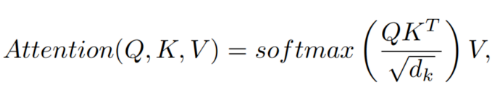 Attention(Q, K, V) = softmax(QK^T / √d_k)V,